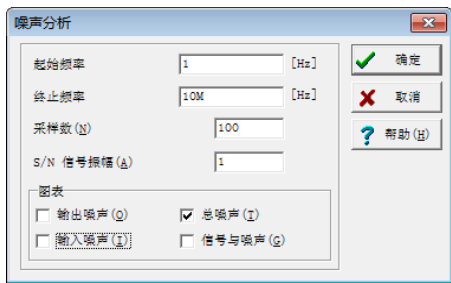 噪声分析
起始频率 1 [Hz]
确定
终止频率 10M [Hz]
取消
采样数(N) 100
帮助(H)
S/N 信号振幅(A) 1
图表
输出噪声(O) 总噪声(T)
输入噪声(I) 信号与噪声(G)